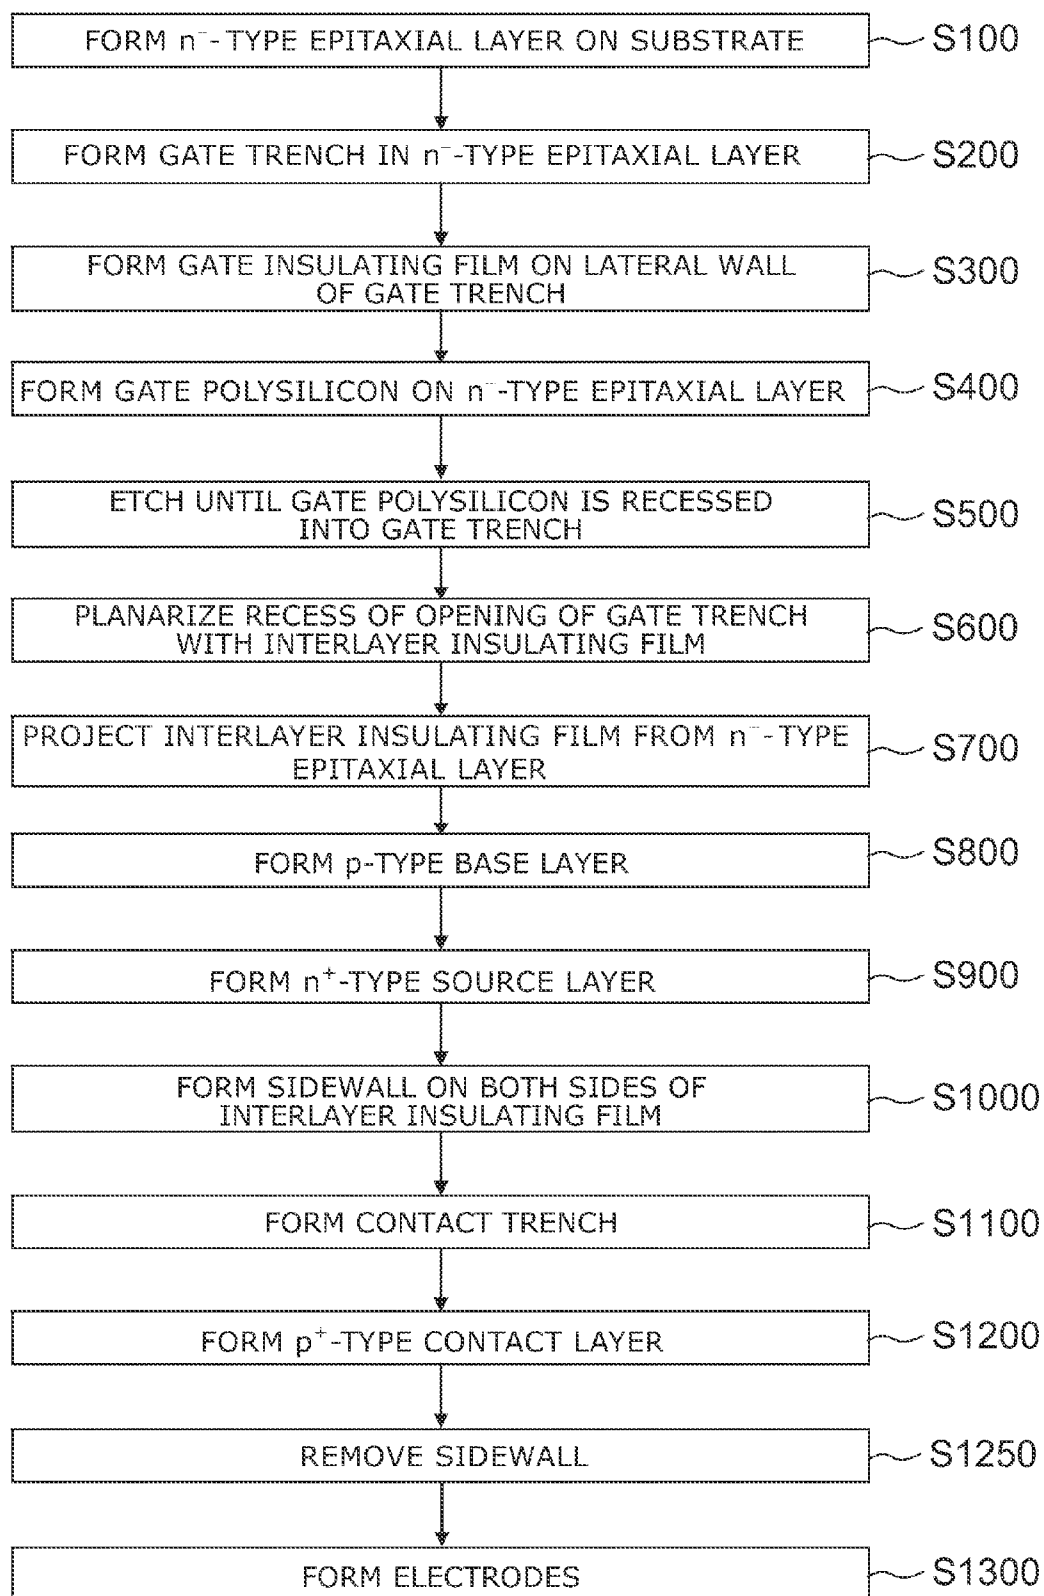 FORM n⁻-TYPE EPITAXIAL LAYER ON SUBSTRATE
S100
FORM GATE TRENCH IN n⁻-TYPE EPITAXIAL LAYER
S200
FORM GATE INSULATING FILM ON LATERAL WALL
OF GATE TRENCH
S300
FORM GATE POLYSILICON ON n⁻-TYPE EPITAXIAL LAYER
S400
ETCH UNTIL GATE POLYSILICON IS RECESSED
INTO GATE TRENCH
S500
PLANARIZE RECESS OF OPENING OF GATE TRENCH
WITH INTERLAYER INSULATING FILM
S600
PROJECT INTERLAYER INSULATING FILM FROM n⁻-TYPE
EPITAXIAL LAYER
S700
FORM p-TYPE BASE LAYER
S800
FORM n⁺-TYPE SOURCE LAYER
S900
FORM SIDEWALL ON BOTH SIDES OF
INTERLAYER INSULATING FILM
S1000
FORM CONTACT TRENCH
S1100
FORM p⁺-TYPE CONTACT LAYER
S1200
REMOVE SIDEWALL
S1250
FORM ELECTRODES
S1300